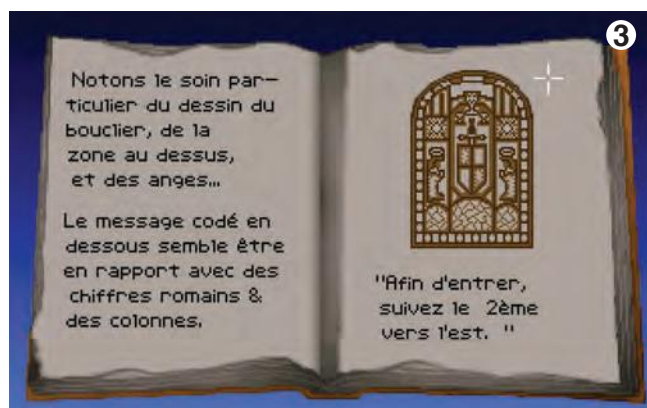 Notons le soin par-
ticulier du dessin du
bouclier, de la
zone au dessus,
et des anges...
Le message codé en
dessous semble être
en rapport avec des
chiffres romains &
des colonnes.
3
"Afin d'entrer,
suivez le 2ème
vers l'est. "